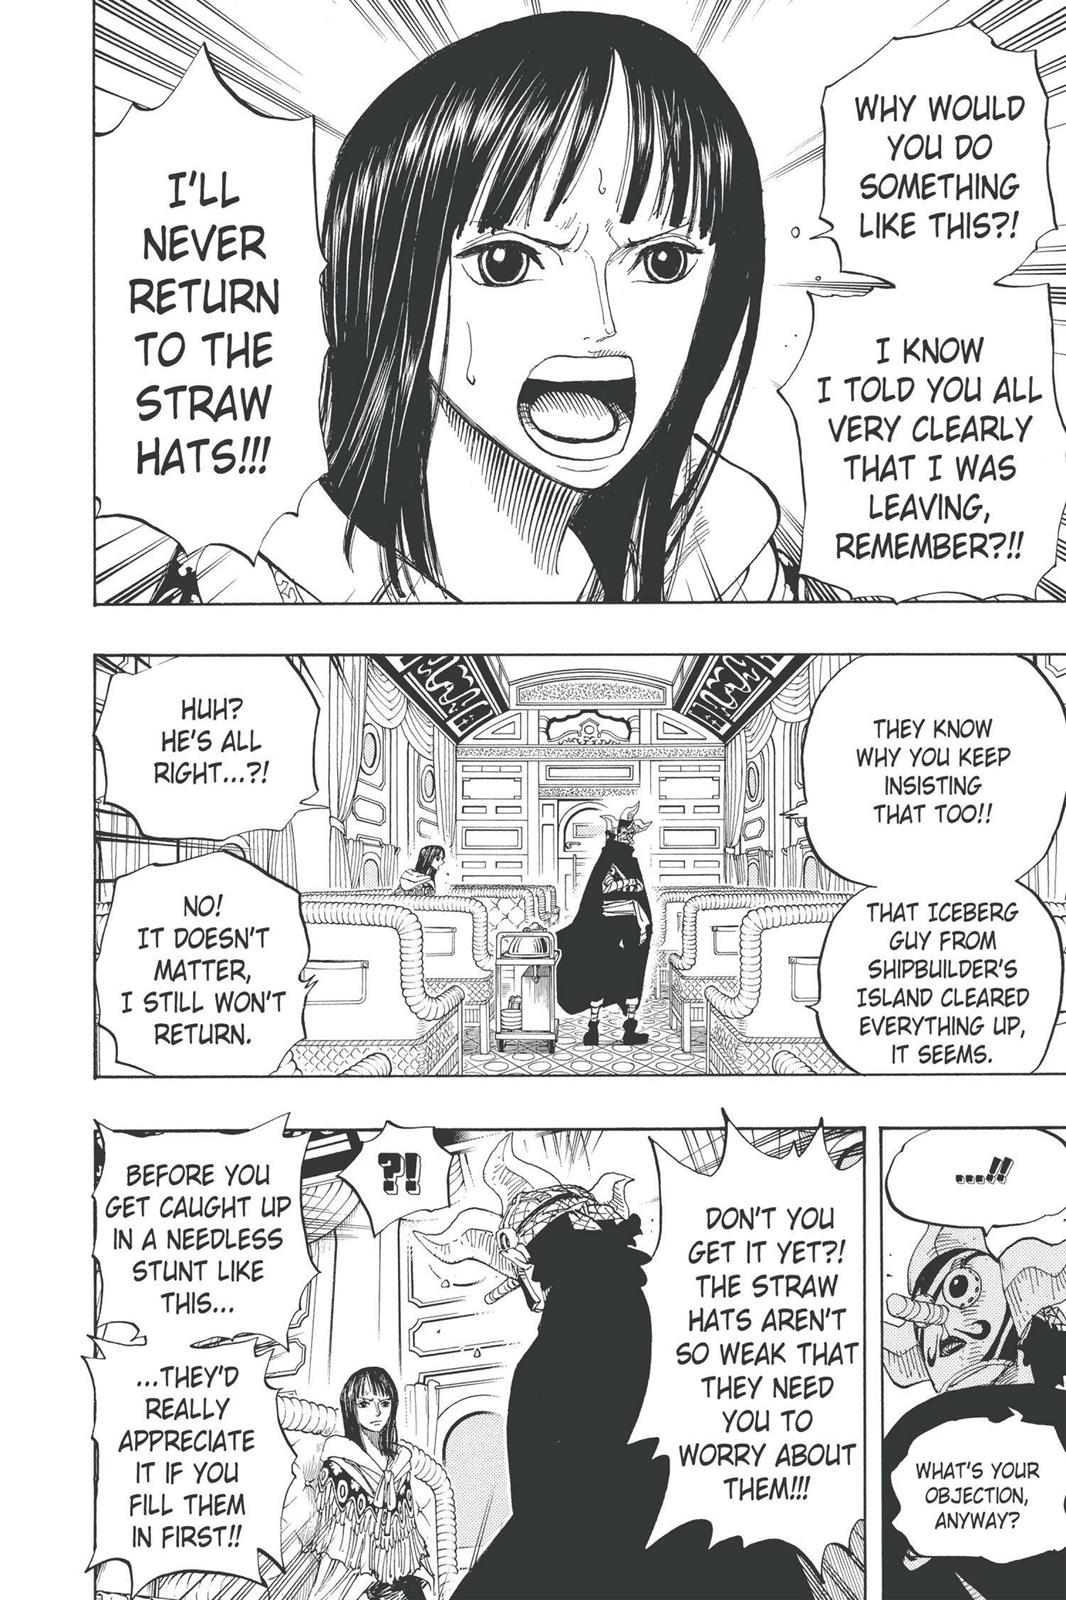 WHY WOULD
YOU DO
SOMETHING
LIKE THIS?!
I KNOW
I TOLD YOU ALL
VERY CLEARLY
THAT I WAS
LEAVING,
REMEMBER?!!
I'LL
NEVER
RETURN
TO THE
STRAW
HATS!!!
THEY KNOW
WHY YOU KEEP
INSISTING
THAT TOO!!
THAT ICEBERG
GUY FROM
SHIPBUILDER'S
ISLAND CLEARED
EVERYTHING UP,
IT SEEMS.
HUH?
HE'S ALL
RIGHT...?!
NO!
IT DOESN'T
MATTER,
I STILL WON'T
RETURN.
...!!
WHAT'S YOUR
OBJECTION,
ANYWAY?
DON'T YOU
GET IT YET?!
THE STRAW
HATS AREN'T
SO WEAK THAT
THEY NEED
YOU TO
WORRY ABOUT
THEM!!!
?!
BEFORE YOU
GET CAUGHT UP
IN A NEEDLESS
STUNT LIKE
THIS...
...THEY'D
REALLY
APPRECIATE
IT IF YOU
FILL THEM
IN FIRST!!